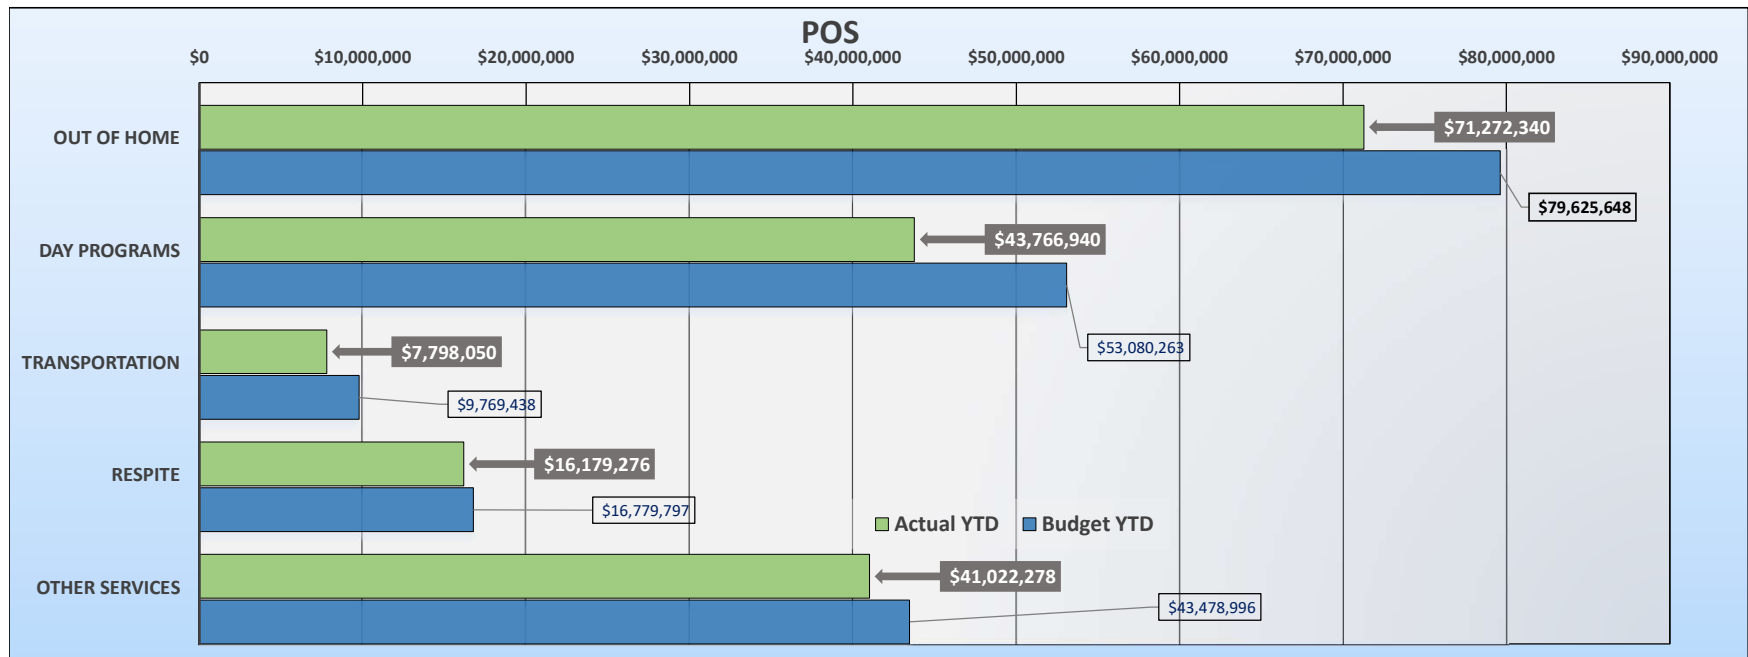 POS
$0 $10,000,000 $20,000,000 $30,000,000 $40,000,000 $50,000,000 $60,000,000 $70,000,000 $80,000,000 $90,000,000
OUT OF HOME
$71,272,340
$79,625,648
DAY PROGRAMS
$43,766,940
$53,080,263
TRANSPORTATION
$7,798,050
$9,769,438
RESPITE
$16,179,276
$16,779,797
Actual YTD Budget YTD
OTHER SERVICES
$41,022,278
$43,478,996